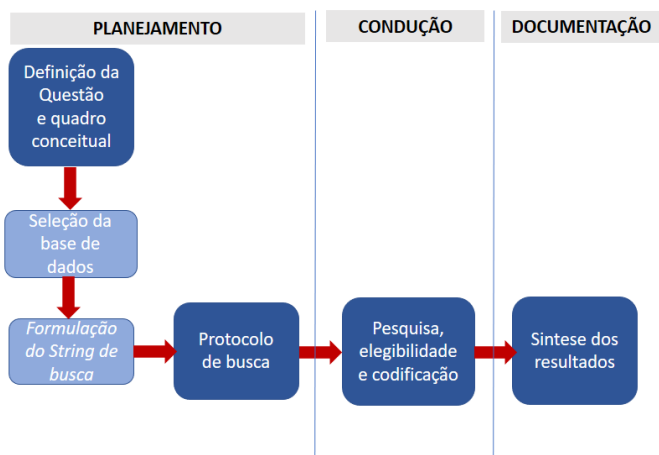 PLANEJAMENTO
CONDUÇÃO
DOCUMENTAÇÃO
Definição da
Questão
e quadro
conceitual
Seleção da
base de
dados
Formulação
do String de
busca
Protocolo
de busca
Pesquisa,
elegibilidade
e codificação
Sintese dos
resultados